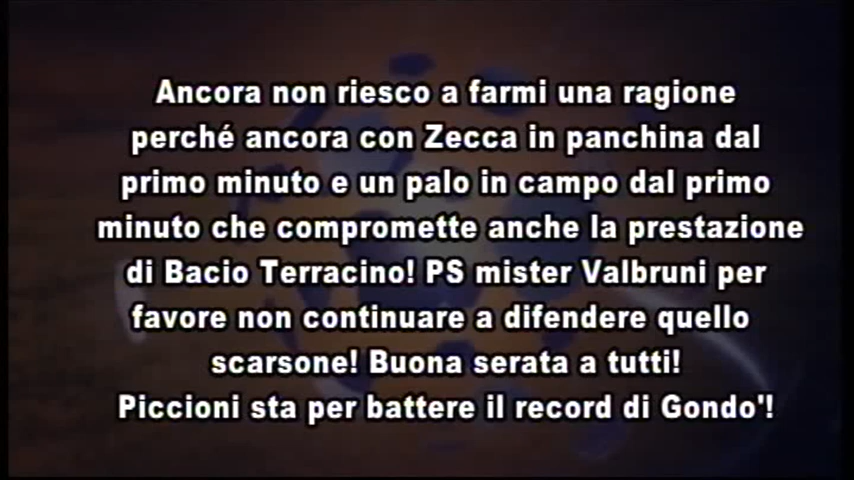 Ancora non riesco a farmi una ragione
perché ancora con Zecca in panchina dal
primo minuto e un palo in campo dal primo
minuto che compromette anche la prestazione
di Bacio Terracino! PS mister Valbruni per
favore non continuare a difendere quello
scarsone! Buona serata a tutti!
Piccioni sta per battere il record di Gondo'!